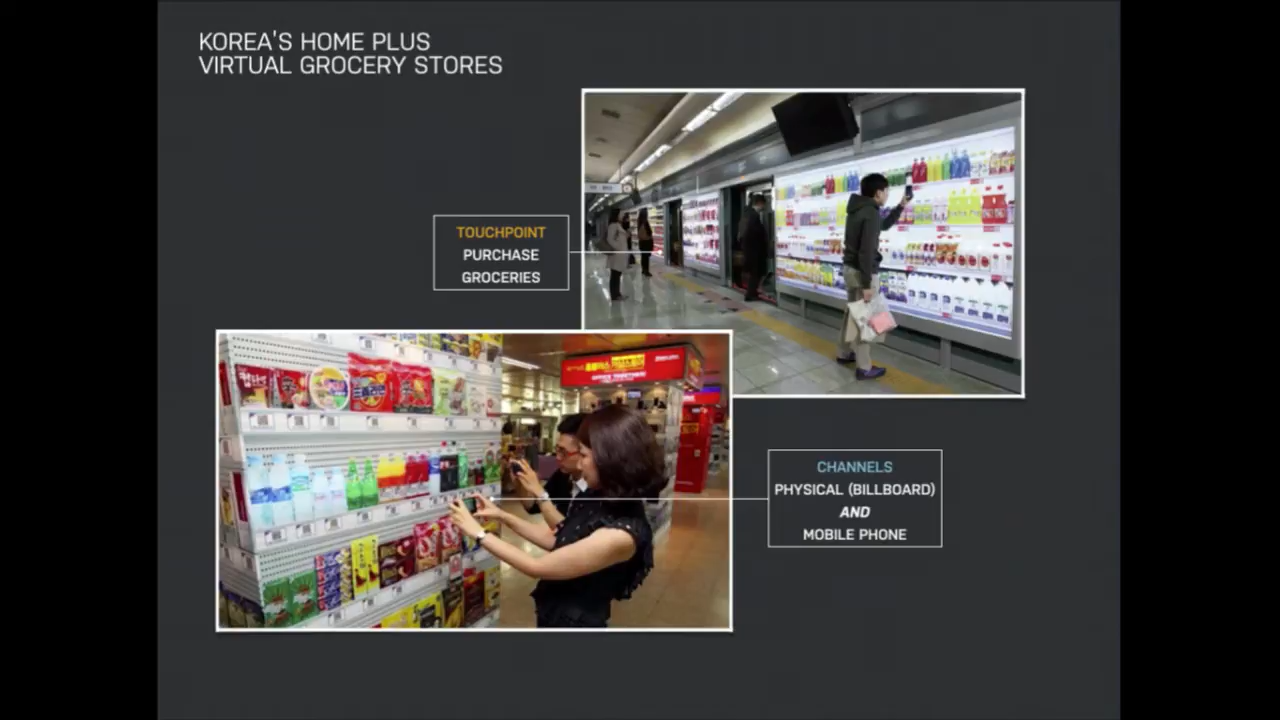 KOREA'S HOME PLUS
VIRTUAL GROCERY STORES
TOUCHPOINT
PURCHASE
GROCERIES
CHANNELS
PHYSICAL (BILLBOARD)
AND
MOBILE PHONE